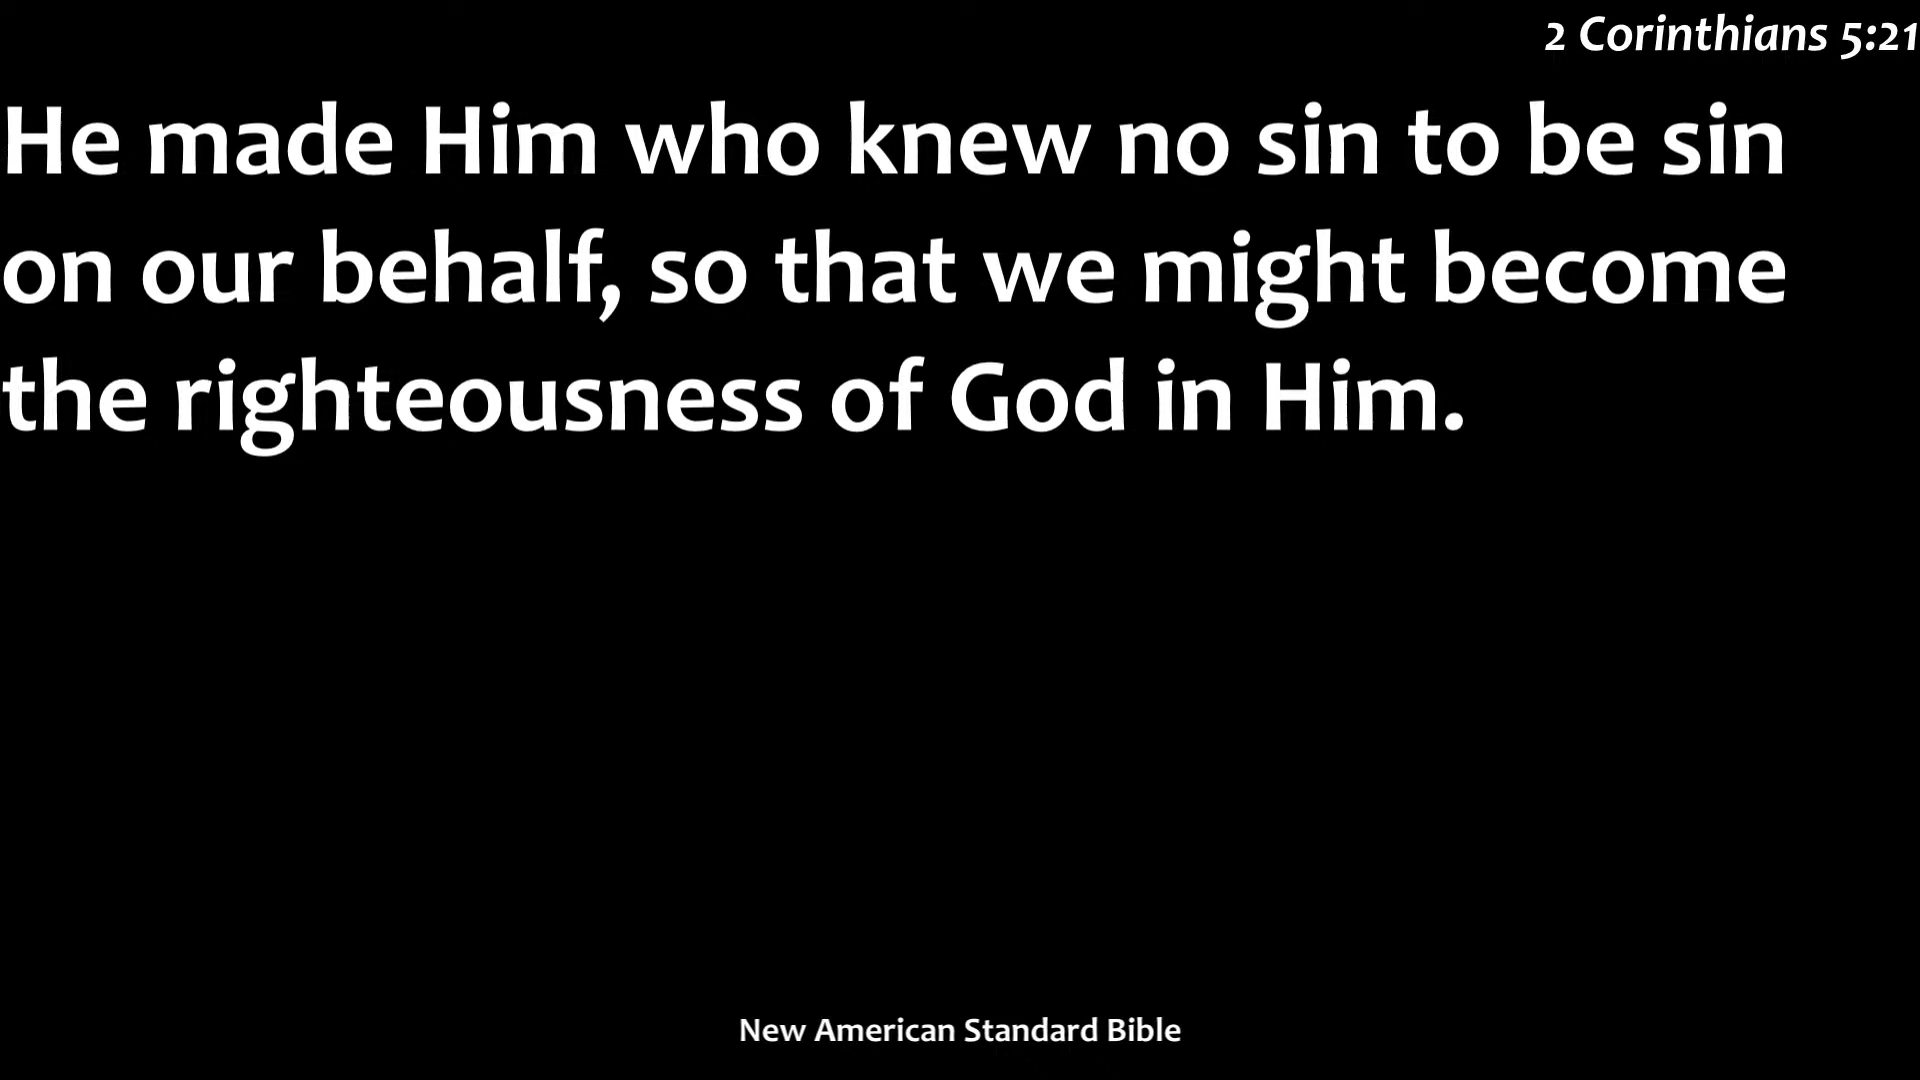 2 Corinthians 5:21
He made Him who knew no sin to be sin
on our behalf, so that we might become
the righteousness of God in Him.
New American Standard Bible